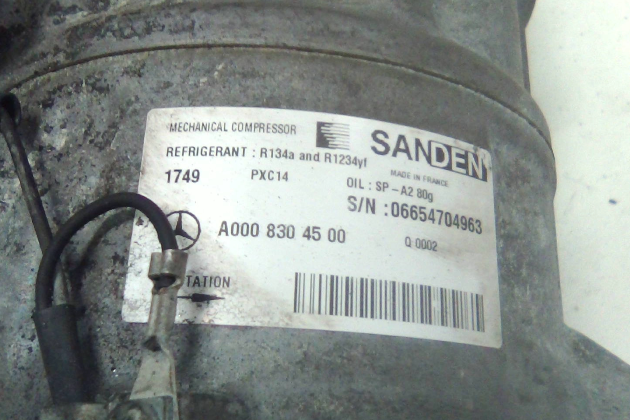 MECHANICAL COMPRESSOR
SANDEN
REFRIGERANT : R134a and R1234yf
MADE IN FRANCE
1749 PXC14 OIL : SP - A2 80g
S/N : 06654704963
A000 830 45 00 Q 0002
TATION